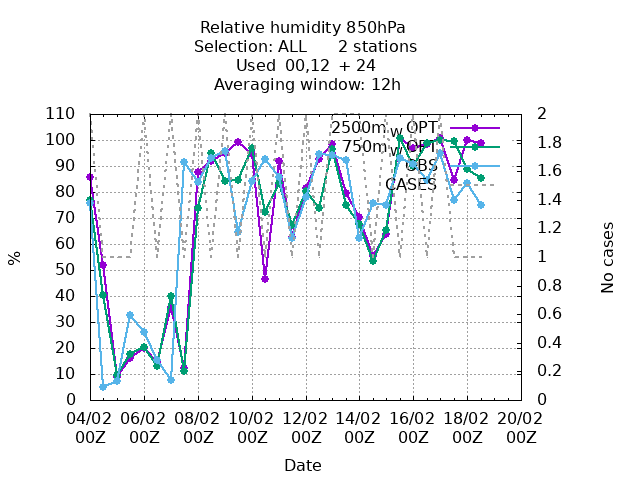 Relative humidity 850hPa
Selection: ALL      2 stations
Used  00,12  + 24
Averaging window: 12h
110 2
2500m_w_OPT
100 1.8
750m_w_OPT
90 1.6
OBS
80 1.4
CASES
70
60 1.2
50 1
40 0.8
30 0.6
20 0.4
10 0.2
0 0
%
No cases
04/02 06/02 08/02 10/02 12/02 14/02 16/02 18/02 20/02
00Z 00Z 00Z 00Z 00Z 00Z 00Z 00Z 00Z
Date